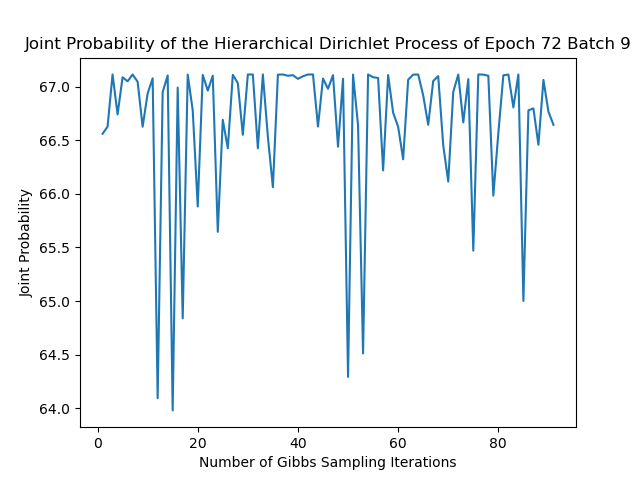 Joint Probability of the Hierarchical Dirichlet Process of Epoch 72 Batch 9
67.0
66.5
66.0
65.5
65.0
64.5
64.0
Joint Probability
0 20 40 60 80
Number of Gibbs Sampling Iterations